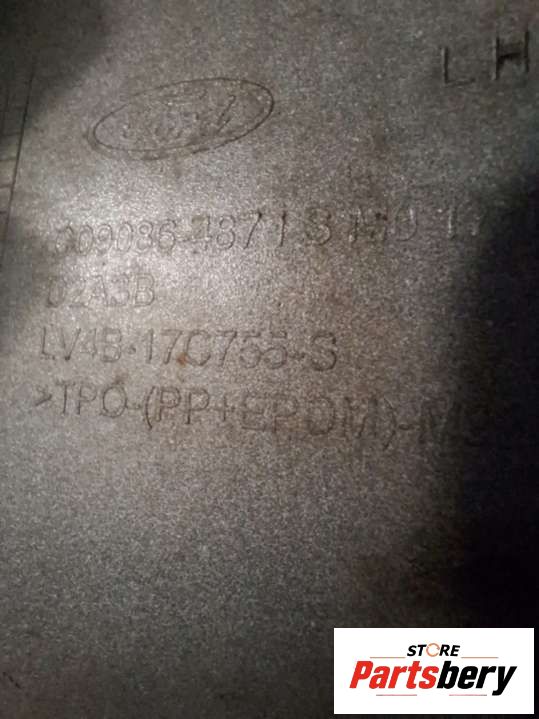 LH
Ford
D2A3B
LV4B-17C755-S
>TPO-(PP+EPDM)-M
STORE
Partsbery